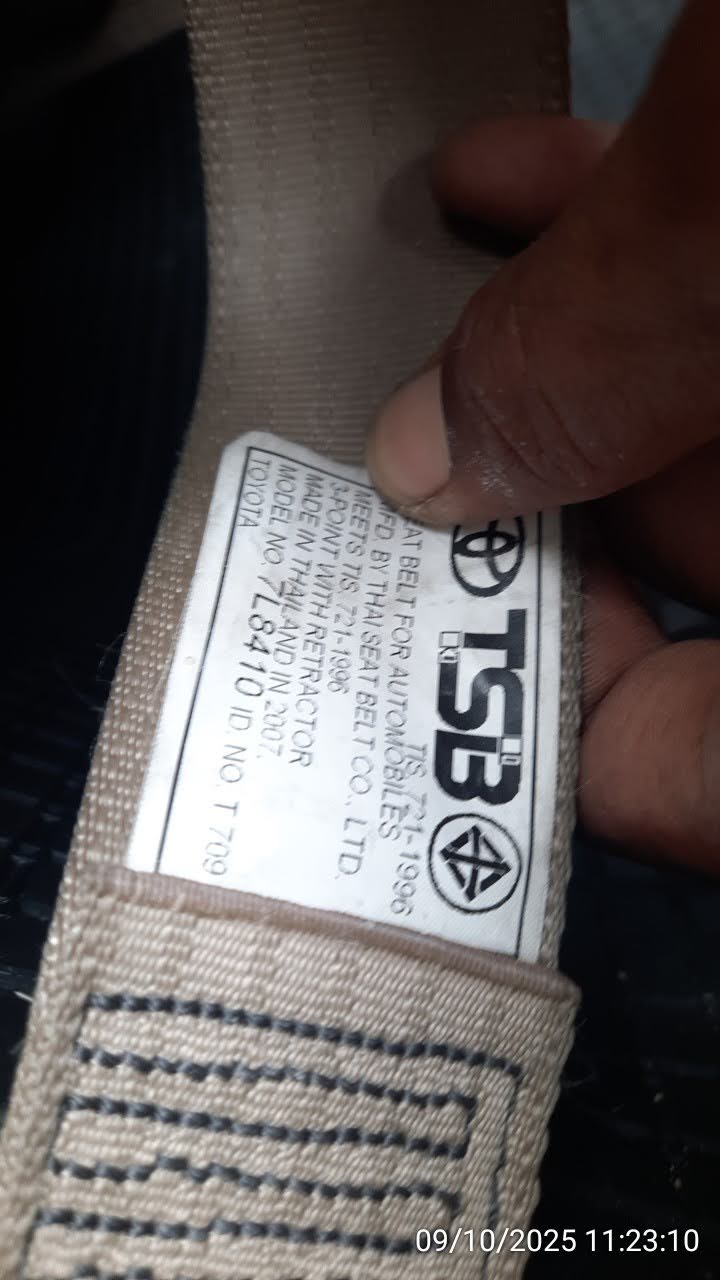 TSB
TIS. 721-1996
EAT BELT FOR AUTOMOBILES
MFD. BY THAI SEAT BELT CO., LTD.
MEETS TIS. 721-1996
3-POINT WITH RETRACTOR
MADE IN THAILAND IN 2007.
MODEL NO. 7L8410 ID. NO. T 709
TOYOTA
09/10/2025 11:23:10